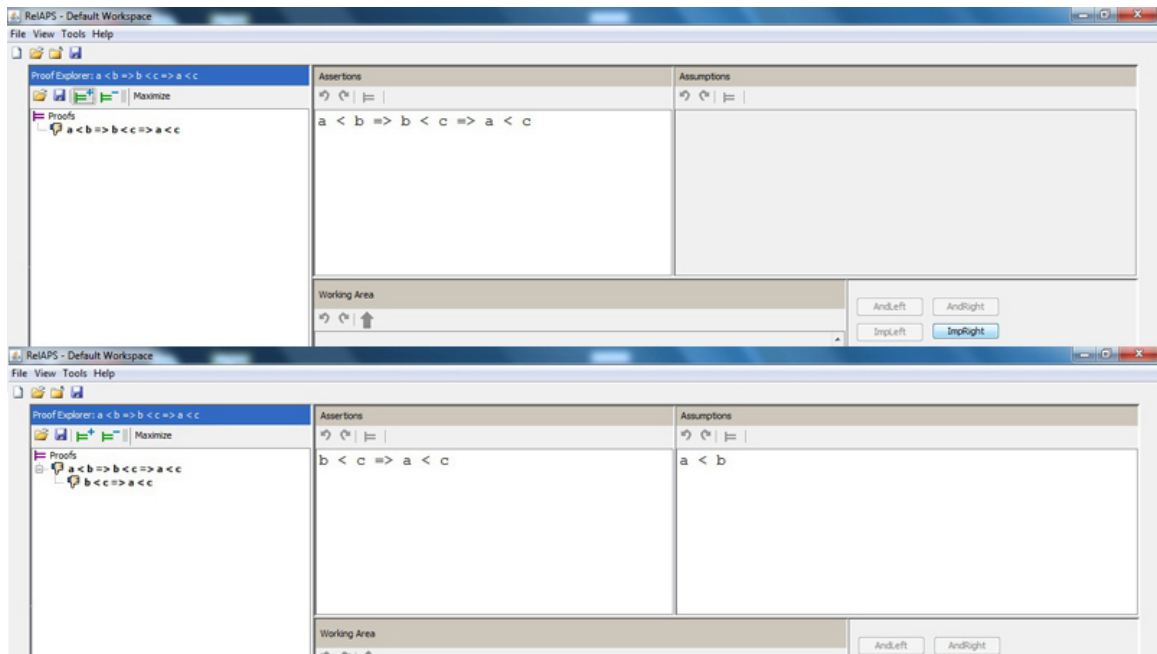 RelAPS - Default Workspace
File View Tools Help
Proof Explorer: a < b => b < c => a < c
Assertions
Assumptions
Maximize
Proofs
a < b => b < c => a < c
a < b => b < c => a < c
Working Area
AndLeft AndRight
ImpLeft ImpRight
RelAPS - Default Workspace
File View Tools Help
Proof Explorer: a < b => b < c => a < c
Assertions
Assumptions
Maximize
Proofs
a < b => b < c => a < c
b < c => a < c
b < c => a < c
a < b
Working Area
AndLeft AndRight